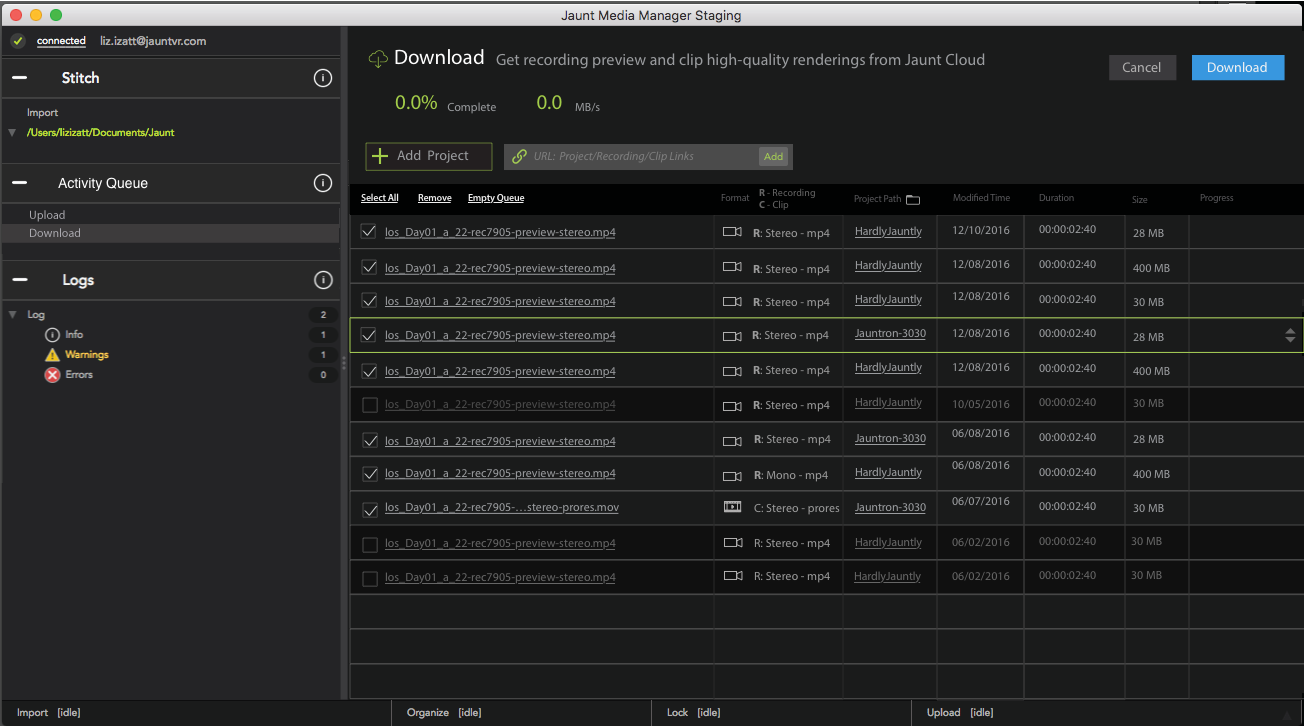 Jaunt Media Manager Staging
connected liz.izatt@jauntvr.com
Stitch
Import
/Users/lizizatt/Documents/Jaunt
Activity Queue
Upload
Download
Logs
Log 2
Info 1
Warnings 1
Errors 0
Download Get recording preview and clip high-quality renderings from Jaunt Cloud
Cancel Download
0.0% Complete 0.0 MB/s
Add Project URL: Project/Recording/Clip Links Add
Select All Remove Empty Queue Format R - Recording C - Clip Project Path Modified Time Duration Size Progress
los_Day01_a_22-rec7905-preview-stereo.mp4 R: Stereo - mp4 HardlyJauntly 12/10/2016 00:00:02:40 28 MB
los_Day01_a_22-rec7905-preview-stereo.mp4 R: Stereo - mp4 HardlyJauntly 12/08/2016 00:00:02:40 400 MB
los_Day01_a_22-rec7905-preview-stereo.mp4 R: Stereo - mp4 HardlyJauntly 12/08/2016 00:00:02:40 30 MB
los_Day01_a_22-rec7905-preview-stereo.mp4 R: Stereo - mp4 Jauntron-3030 12/08/2016 00:00:02:40 28 MB
los_Day01_a_22-rec7905-preview-stereo.mp4 R: Stereo - mp4 HardlyJauntly 12/08/2016 00:00:02:40 400 MB
los_Day01_a_22-rec7905-preview-stereo.mp4 R: Stereo - mp4 HardlyJauntly 10/05/2016 00:00:02:40 30 MB
los_Day01_a_22-rec7905-preview-stereo.mp4 R: Stereo - mp4 Jauntron-3030 06/08/2016 00:00:02:40 28 MB
los_Day01_a_22-rec7905-preview-stereo.mp4 R: Mono - mp4 HardlyJauntly 06/08/2016 00:00:02:40 400 MB
los_Day01_a_22-rec7905-...stereo-prores.mov C: Stereo - prores Jauntron-3030 06/07/2016 00:00:02:40 30 MB
los_Day01_a_22-rec7905-preview-stereo.mp4 R: Stereo - mp4 HardlyJauntly 06/02/2016 00:00:02:40 30 MB
los_Day01_a_22-rec7905-preview-stereo.mp4 R: Stereo - mp4 HardlyJauntly 06/02/2016 00:00:02:40 30 MB
Import [idle] Organize [idle] Lock [idle] Upload [idle]